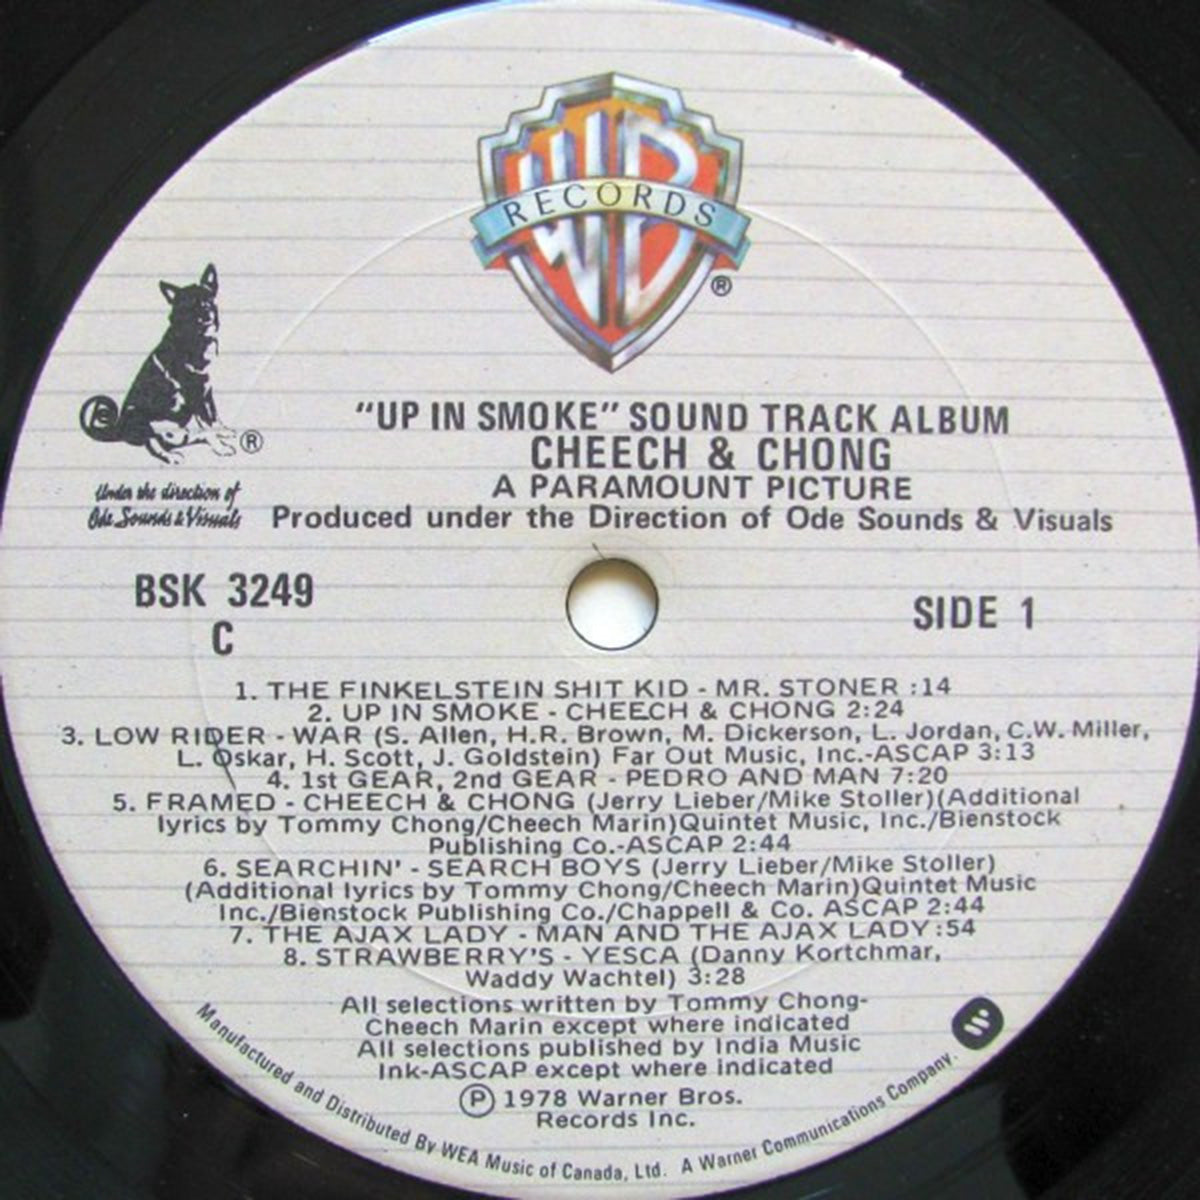 WB
RECORDS
®
®
Under the direction of
Ode Sounds & Visuals
"UP IN SMOKE" SOUND TRACK ALBUM
CHEECH & CHONG
A PARAMOUNT PICTURE
Produced under the Direction of Ode Sounds & Visuals
BSK 3249
C
SIDE 1
1. THE FINKELSTEIN SHIT KID - MR. STONER :14
2. UP IN SMOKE - CHEECH & CHONG 2:24
3. LOW RIDER - WAR (S. Allen, H.R. Brown, M. Dickerson, L. Jordan, C.W. Miller,
L. Oskar, H. Scott, J. Goldstein) Far Out Music, Inc.-ASCAP 3:13
4. 1st GEAR, 2nd GEAR - PEDRO AND MAN 7:20
5. FRAMED - CHEECH & CHONG (Jerry Lieber/Mike Stoller)(Additional
lyrics by Tommy Chong/Cheech Marin)Quintet Music, Inc./Bienstock
Publishing Co.-ASCAP 2:44
6. SEARCHIN' - SEARCH BOYS (Jerry Lieber/Mike Stoller)
(Additional lyrics by Tommy Chong/Cheech Marin)Quintet Music
Inc./Bienstock Publishing Co./Chappell & Co. ASCAP 2:44
7. THE AJAX LADY - MAN AND THE AJAX LADY :54
8. STRAWBERRY'S - YESCA (Danny Kortchmar,
Waddy Wachtel) 3:28
All selections written by Tommy Chong-
Cheech Marin except where indicated
All selections published by India Music
Ink-ASCAP except where indicated
Ⓟ 1978 Warner Bros.
Records Inc.
Manufactured and Distributed By WEA Music of Canada, Ltd. A Warner Communications Company.